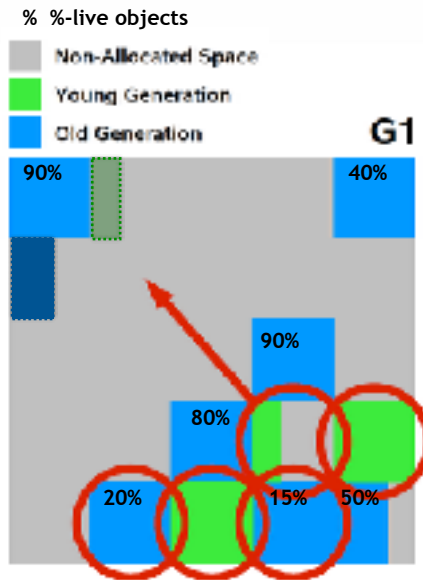 % %-live objects
Non-Allocated Space
Young Generation
Old Generation
G1
90%
40%
90%
80%
20%
15%
50%